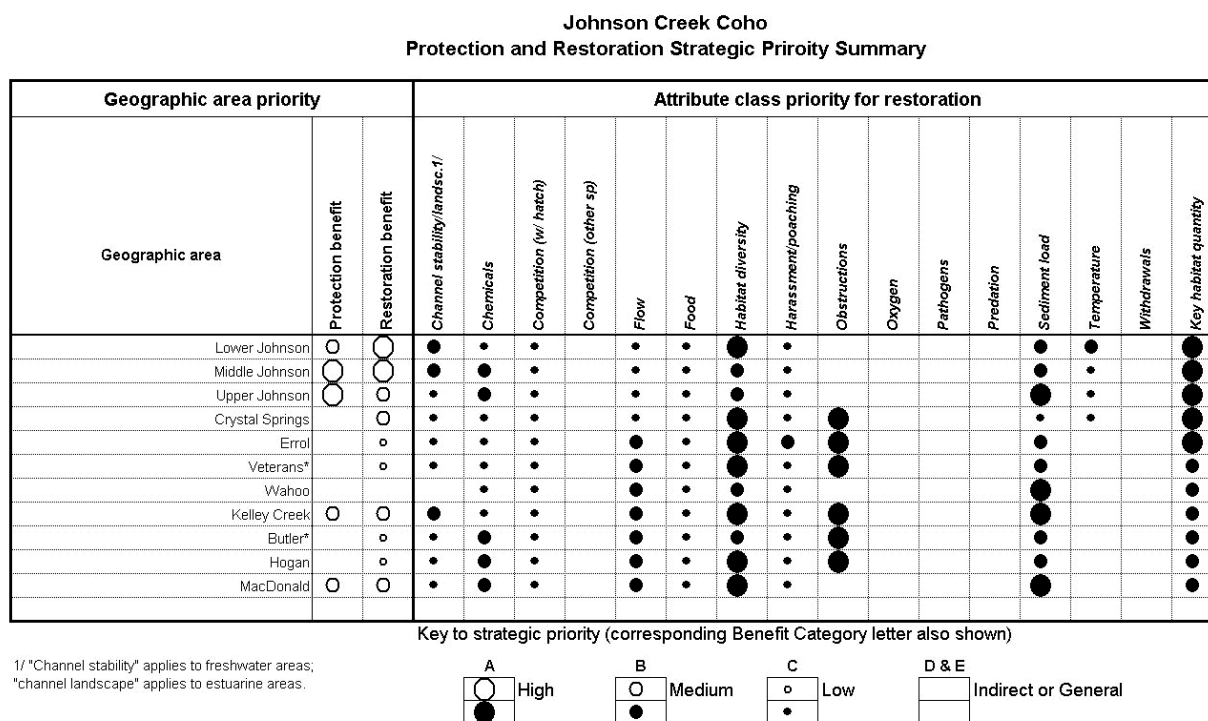 Johnson Creek Coho
Protection and Restoration Strategic Priroity Summary
Geographic area priority
Attribute class priority for restoration
Geographic area
Protection benefit
Restoration benefit
Channel stability/landsc.1/
Chemicals
Competition (w/ hatch)
Competition (other sp)
Flow
Food
Habitat diversity
Harassment/poaching
Obstructions
Oxygen
Pathogens
Predation
Sediment load
Temperature
Withdrawals
Key habitat quantity
Lower Johnson
Middle Johnson
Upper Johnson
Crystal Springs
Errol
Veterans*
Wahoo
Kelley Creek
Butler*
Hogan
MacDonald
Key to strategic priority (corresponding Benefit Category letter also shown)
1/ "Channel stability" applies to freshwater areas;
"channel landscape" applies to estuarine areas.
A B C D & E
High Medium Low Indirect or General